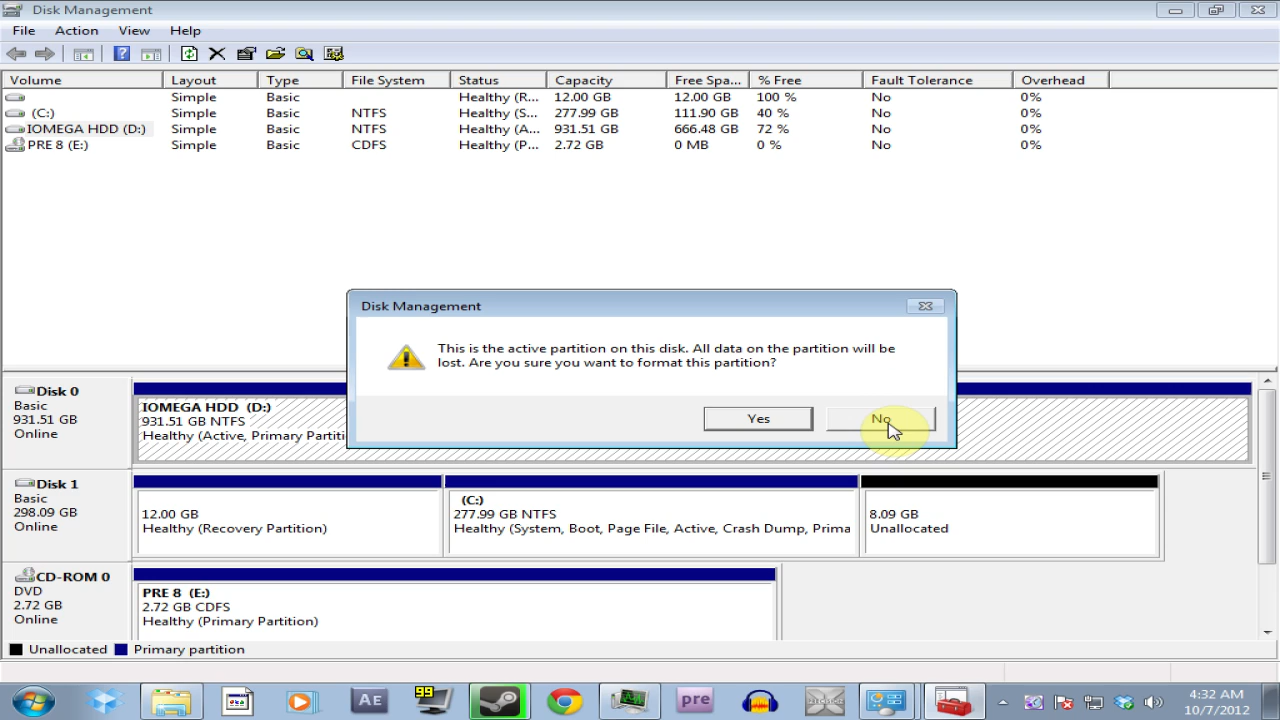 Disk Management
File Action View Help
Volume Layout Type File System Status Capacity Free Spa... % Free Fault Tolerance Overhead
Simple Basic Healthy (R... 12.00 GB 12.00 GB 100 % No 0%
(C:) Simple Basic NTFS Healthy (S... 277.99 GB 111.90 GB 40 % No 0%
IOMEGA HDD (D:) Simple Basic NTFS Healthy (A... 931.51 GB 666.48 GB 72 % No 0%
PRE 8 (E:) Simple Basic CDFS Healthy (P... 2.72 GB 0 MB 0 % No 0%
Disk Management
This is the active partition on this disk. All data on the partition will be
lost. Are you sure you want to format this partition?
Yes No
Disk 0
Basic
931.51 GB
Online
IOMEGA HDD (D:)
931.51 GB NTFS
Healthy (Active, Primary Partiti
Disk 1
Basic
298.09 GB
Online
12.00 GB
Healthy (Recovery Partition)
(C:)
277.99 GB NTFS
Healthy (System, Boot, Page File, Active, Crash Dump, Prima
8.09 GB
Unallocated
CD-ROM 0
DVD
2.72 GB
Online
PRE 8 (E:)
2.72 GB CDFS
Healthy (Primary Partition)
Unallocated Primary partition
AE 99 pre
4:32 AM
10/7/2012